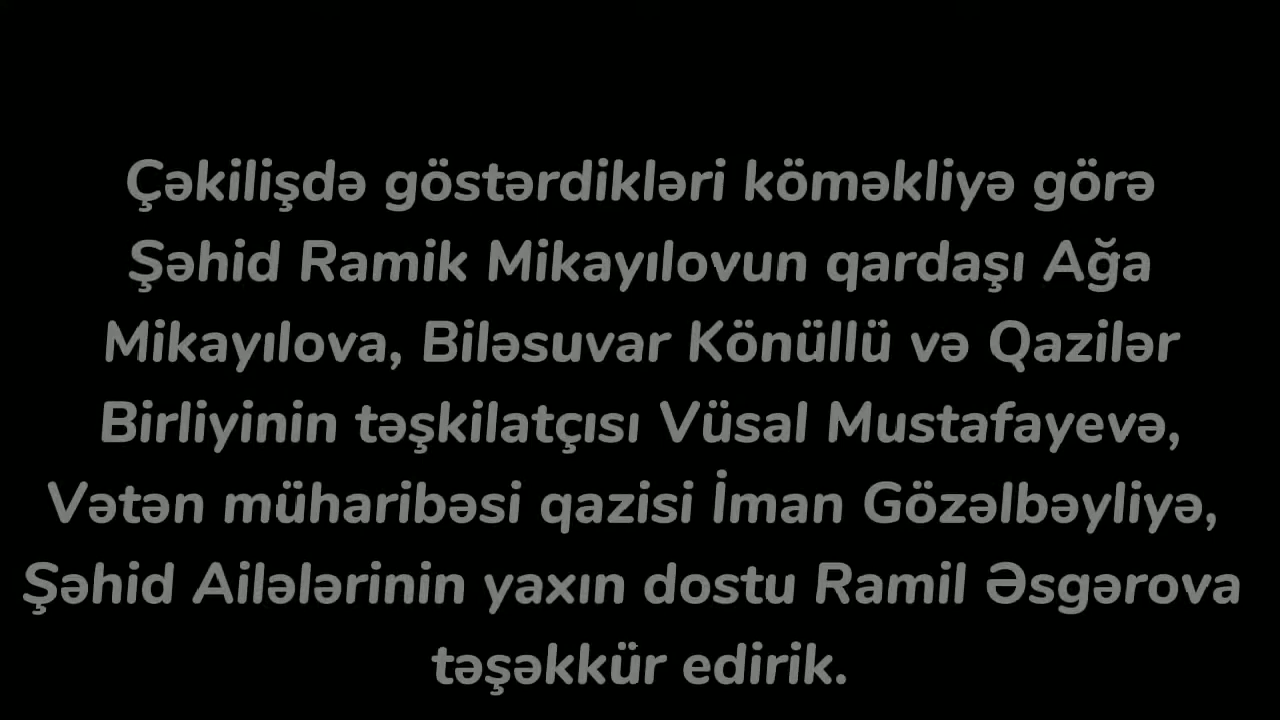 Çəkilişdə göstərdikləri köməkliyə görə
Şəhid Ramik Mikayılovun qardaşı Ağa
Mikayılova, Biləsuvar Könüllü və Qazilər
Birliyinin təşkilatçısı Vüsal Mustafayevə,
Vətən müharibəsi qazisi İman Gözəlbəyliyə,
Şəhid Ailələrinin yaxın dostu Ramil Əsgərova
təşəkkür edirik.